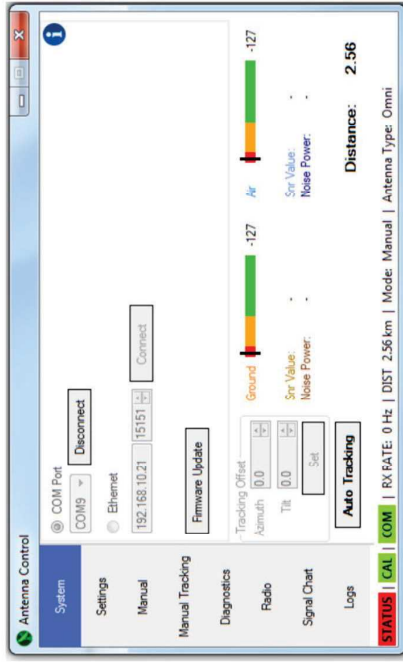 Antenna Control
System
Settings
Manual
Manual Tracking
Diagnostics
Radio
Signal Chart
Logs
COM Port
COM9
Disconnect
Ethernet
192.168.10.21
15151
Connect
Firmware Update
Tracking Offset
Azimuth 0.0
Tilt 0.0
Set
Auto Tracking
Ground -127
Snr Value: -
Noise Power: -
Air -127
Snr Value: -
Noise Power: -
Distance: 2.56
STATUS | CAL | COM | RX RATE: 0 Hz | DIST 2.56 km | Mode: Manual | Antenna Type: Omni